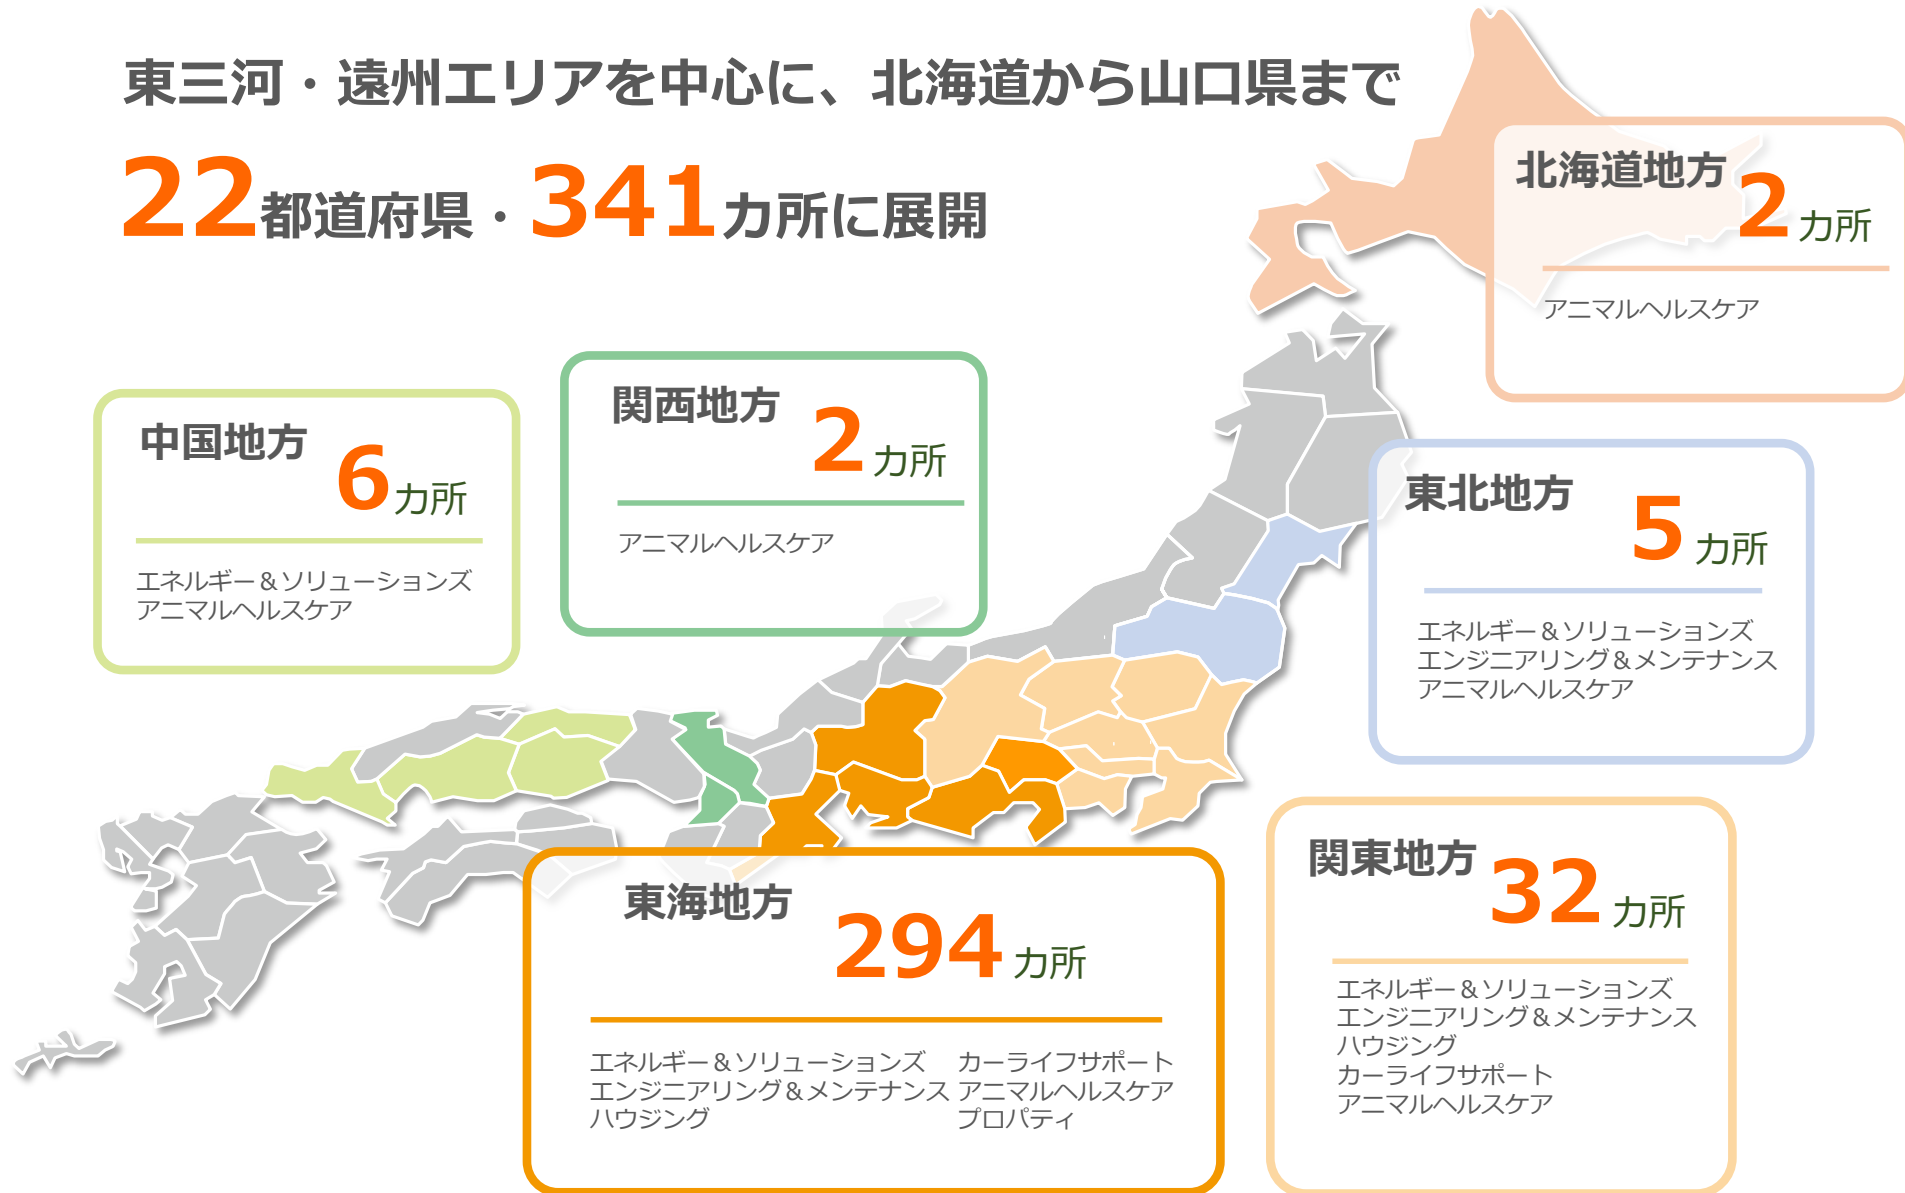 東三河・遠州エリアを中心に、北海道から山口県まで
22都道府県・341カ所に展開
北海道地方
2カ所
アニマルヘルスケア
関西地方
2カ所
アニマルヘルスケア
中国地方
6カ所
エネルギー＆ソリューションズ
アニマルヘルスケア
東北地方
5カ所
エネルギー＆ソリューションズ
エンジニアリング＆メンテナンス
アニマルヘルスケア
関東地方
32カ所
エネルギー＆ソリューションズ
エンジニアリング＆メンテナンス
ハウジング
カーライフサポート
アニマルヘルスケア
東海地方
294カ所
エネルギー＆ソリューションズ
エンジニアリング＆メンテナンス
ハウジング
カーライフサポート
アニマルヘルスケア
プロパティ